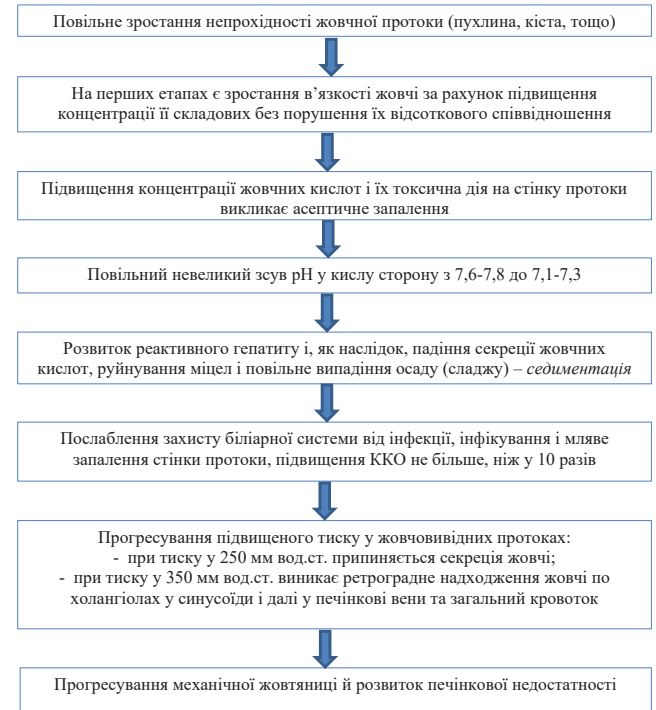 Повільне зростання непрохідності жовчної протоки (пухлина, кіста, тощо)
На перших етапах є зростання в’язкості жовчі за рахунок підвищення
концентрації її складових без порушення їх відсоткового співвідношення
Підвищення концентрації жовчних кислот і їх токсична дія на стінку протоки
викликає асептичне запалення
Повільний невеликий зсув pH у кислу сторону з 7,6-7,8 до 7,1-7,3
Розвиток реактивного гепатиту і, як наслідок, падіння секреції жовчних
кислот, руйнування міцел і повільне випадіння осаду (сладжу) – седиментація
Послаблення захисту біліарної системи від інфекції, інфікування і мляве
запалення стінки протоки, підвищення ККО не більше, ніж у 10 разів
Прогресування підвищеного тиску у жовчовивідних протоках:
- при тиску у 250 мм вод.ст. припиняється секреція жовчі;
- при тиску у 350 мм вод.ст. виникає ретроградне надходження жовчі по
холангіолах у синусоїди і далі у печінкові вени та загальний кровоток
Прогресування механічної жовтяниці й розвиток печінкової недостатності